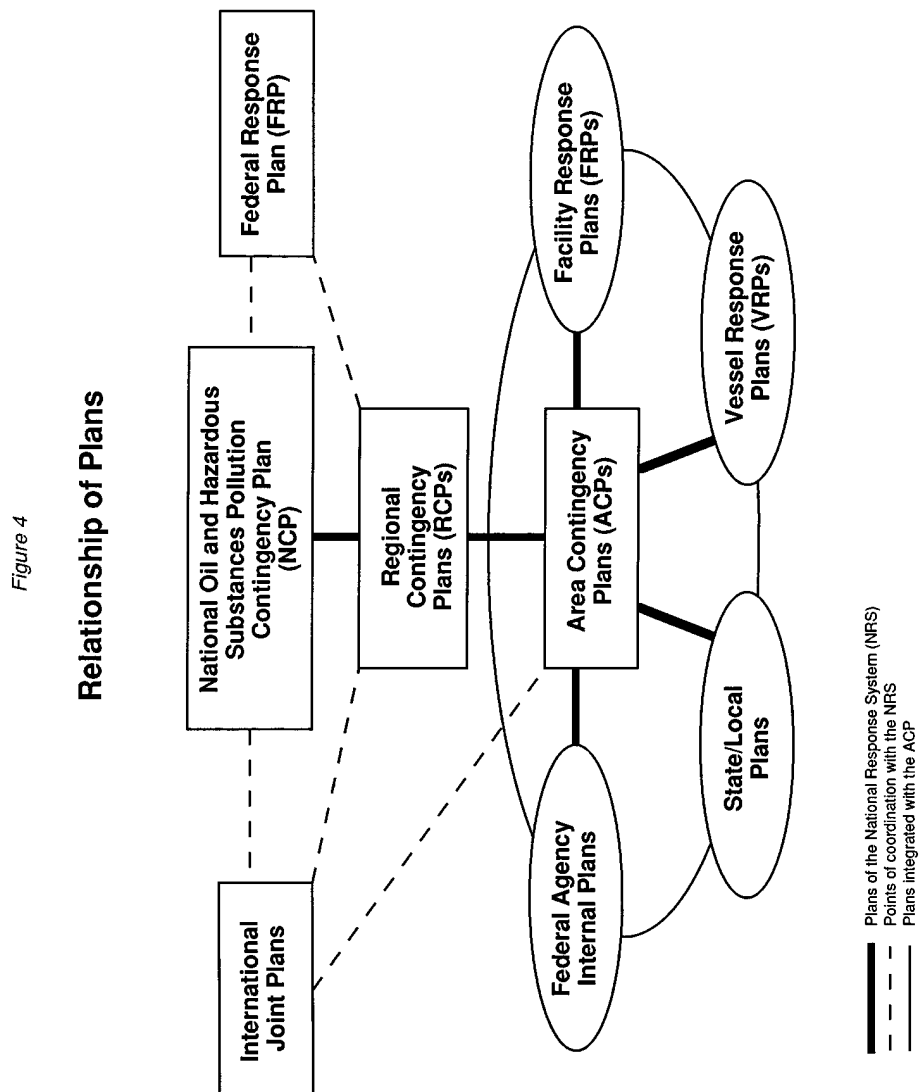 Figure 4
Relationship of Plans
International
Joint Plans
National Oil and Hazardous
Substances Pollution
Contingency Plan
(NCP)
Federal Response
Plan (FRP)
Regional
Contingency
Plans (RCPs)
Area Contingency
Plans (ACPs)
Federal Agency
Internal Plans
Facility Response
Plans (FRPs)
State/Local
Plans
Vessel Response
Plans (VRPs)
Plans of the National Response System (NRS)
Points of coordination with the NRS
Plans integrated with the ACP